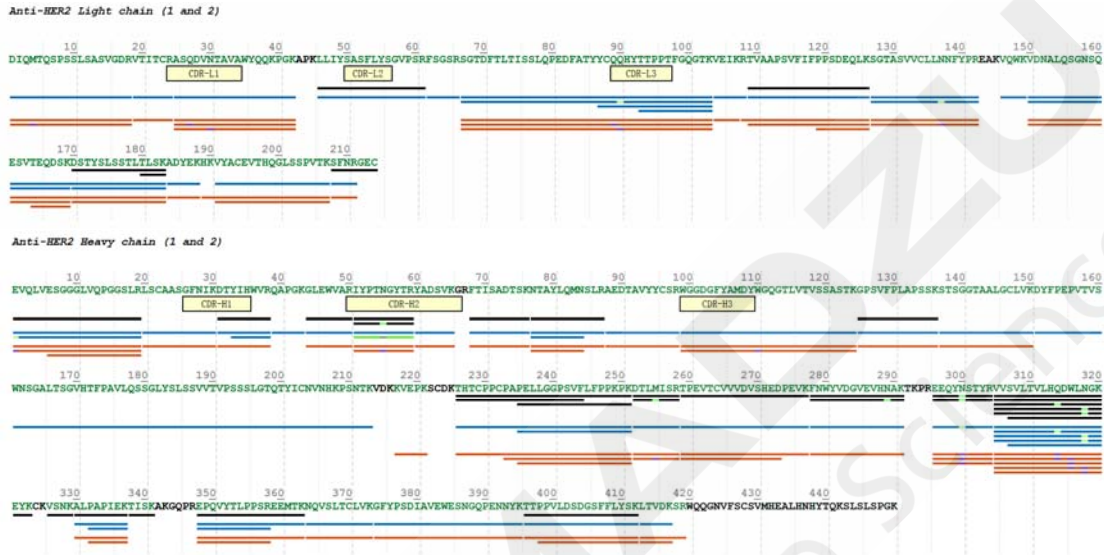 Anti-HER2 Light chain (1 and 2)
10 20 30 40 50 60 70 80 90 100 110 120 130 140 150 160
DIQMTQSPSSLSASVGDRVTITCRASQDVNTAVAWYQQKPGKAPKLLIYSASFLYSGVPSRFSGSRSGTDFTLTISSLQPEDFATYYCQQHYTTPPTFGQGTKVEIKRTVAAPSVFIFPPSDEQLKSGTASVVCLLNNFYPREAKVQWKVDNALQSGNSQ
CDR-L1 CDR-L2 CDR-L3
170 180 190 200 210
ESVTEQDSKDSTYSLSSTLTLSKADYEKHKVYACEVTHQGLSSPVTKSFNRGEC
Anti-HER2 Heavy chain (1 and 2)
10 20 30 40 50 60 70 80 90 100 110 120 130 140 150 160
EVQLVESGGGLVQPGGSLRLSCAASGFNIKDTYIHWVRQAPGKGLEWVARIYPTNGYTRYADSVKGRFTISADTSKNTAYLQMNSLRAEDTAVYYCSRWGGDGFYAMDYWGQGTLVTVSSASTKGPSVFPLAPSSKSTSGGTAALGCLVKDYFPEPVTVS
CDR-H1 CDR-H2 CDR-H3
170 180 190 200 210 220 230 240 250 260 270 280 290 300 310 320
WNSGALTSGVHTFPAVLQSSGLYSLSSVVTVPSSSLGTQTYICNVNHKPSNTKVDKKVEPKSCDKTHTCPPCPAPELLGGPSVFLFPPKPKDTLMISRTPEVTCVVVDVSHEDPEVKFNWYVDGVEVHNAKTKPREEQYNSTYRVVSVLTVLHQDWLNGK
330 340 350 360 370 380 390 400 410 420 430 440
EYKCKVSNKALPAPIEKTISKAKGQPREPQVYTLPPSREEMTKNQVSLTCLVKGFYPSDIAVEWESNGQPENNYKTTPPVLDSDGSFFLYSKLTVDKSRWQQGNVFSCSVMHEALHNHYTQKSLSLSPGK
MADZU
Science